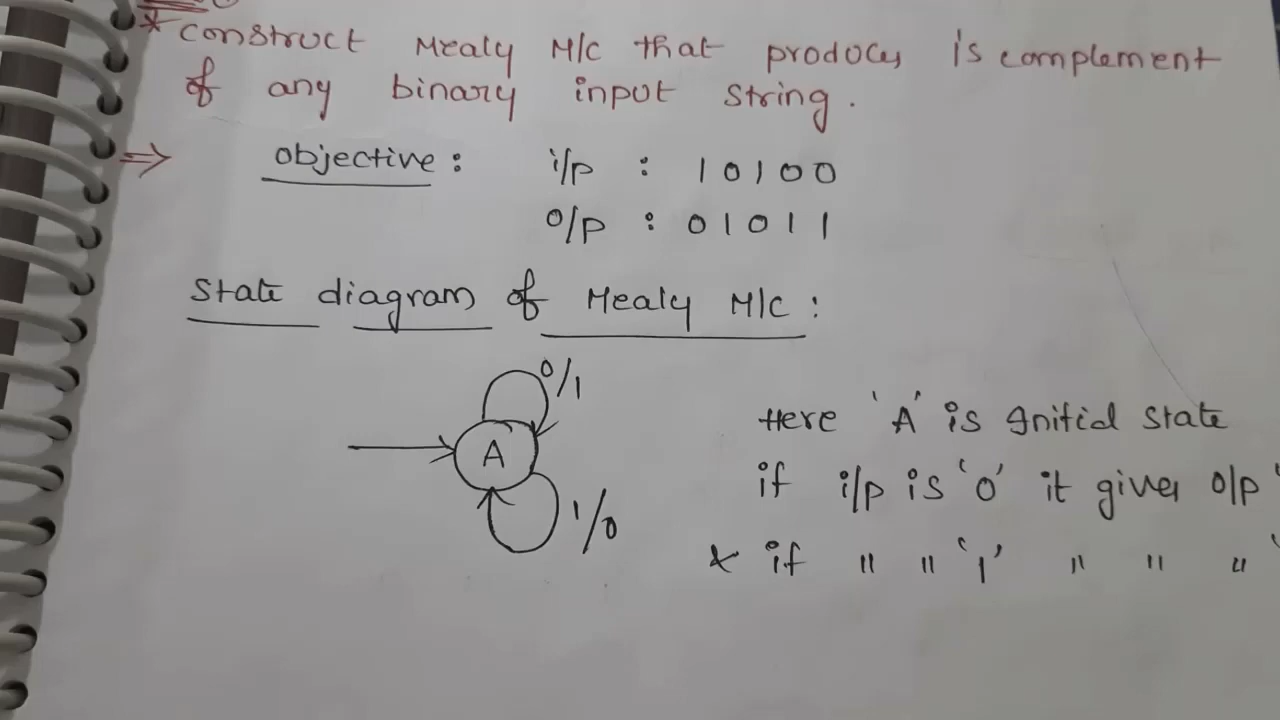 * construct Mealy M/c that produces 1s complement
of any binary input string.
⇒ objective : i/p : 10100
o/p : 01011
State diagram of Mealy M/c :
0/1
A
1/0
Here 'A' is Initial state
if i/p is '0' it gives o/p '
* if " " '1' " " " '